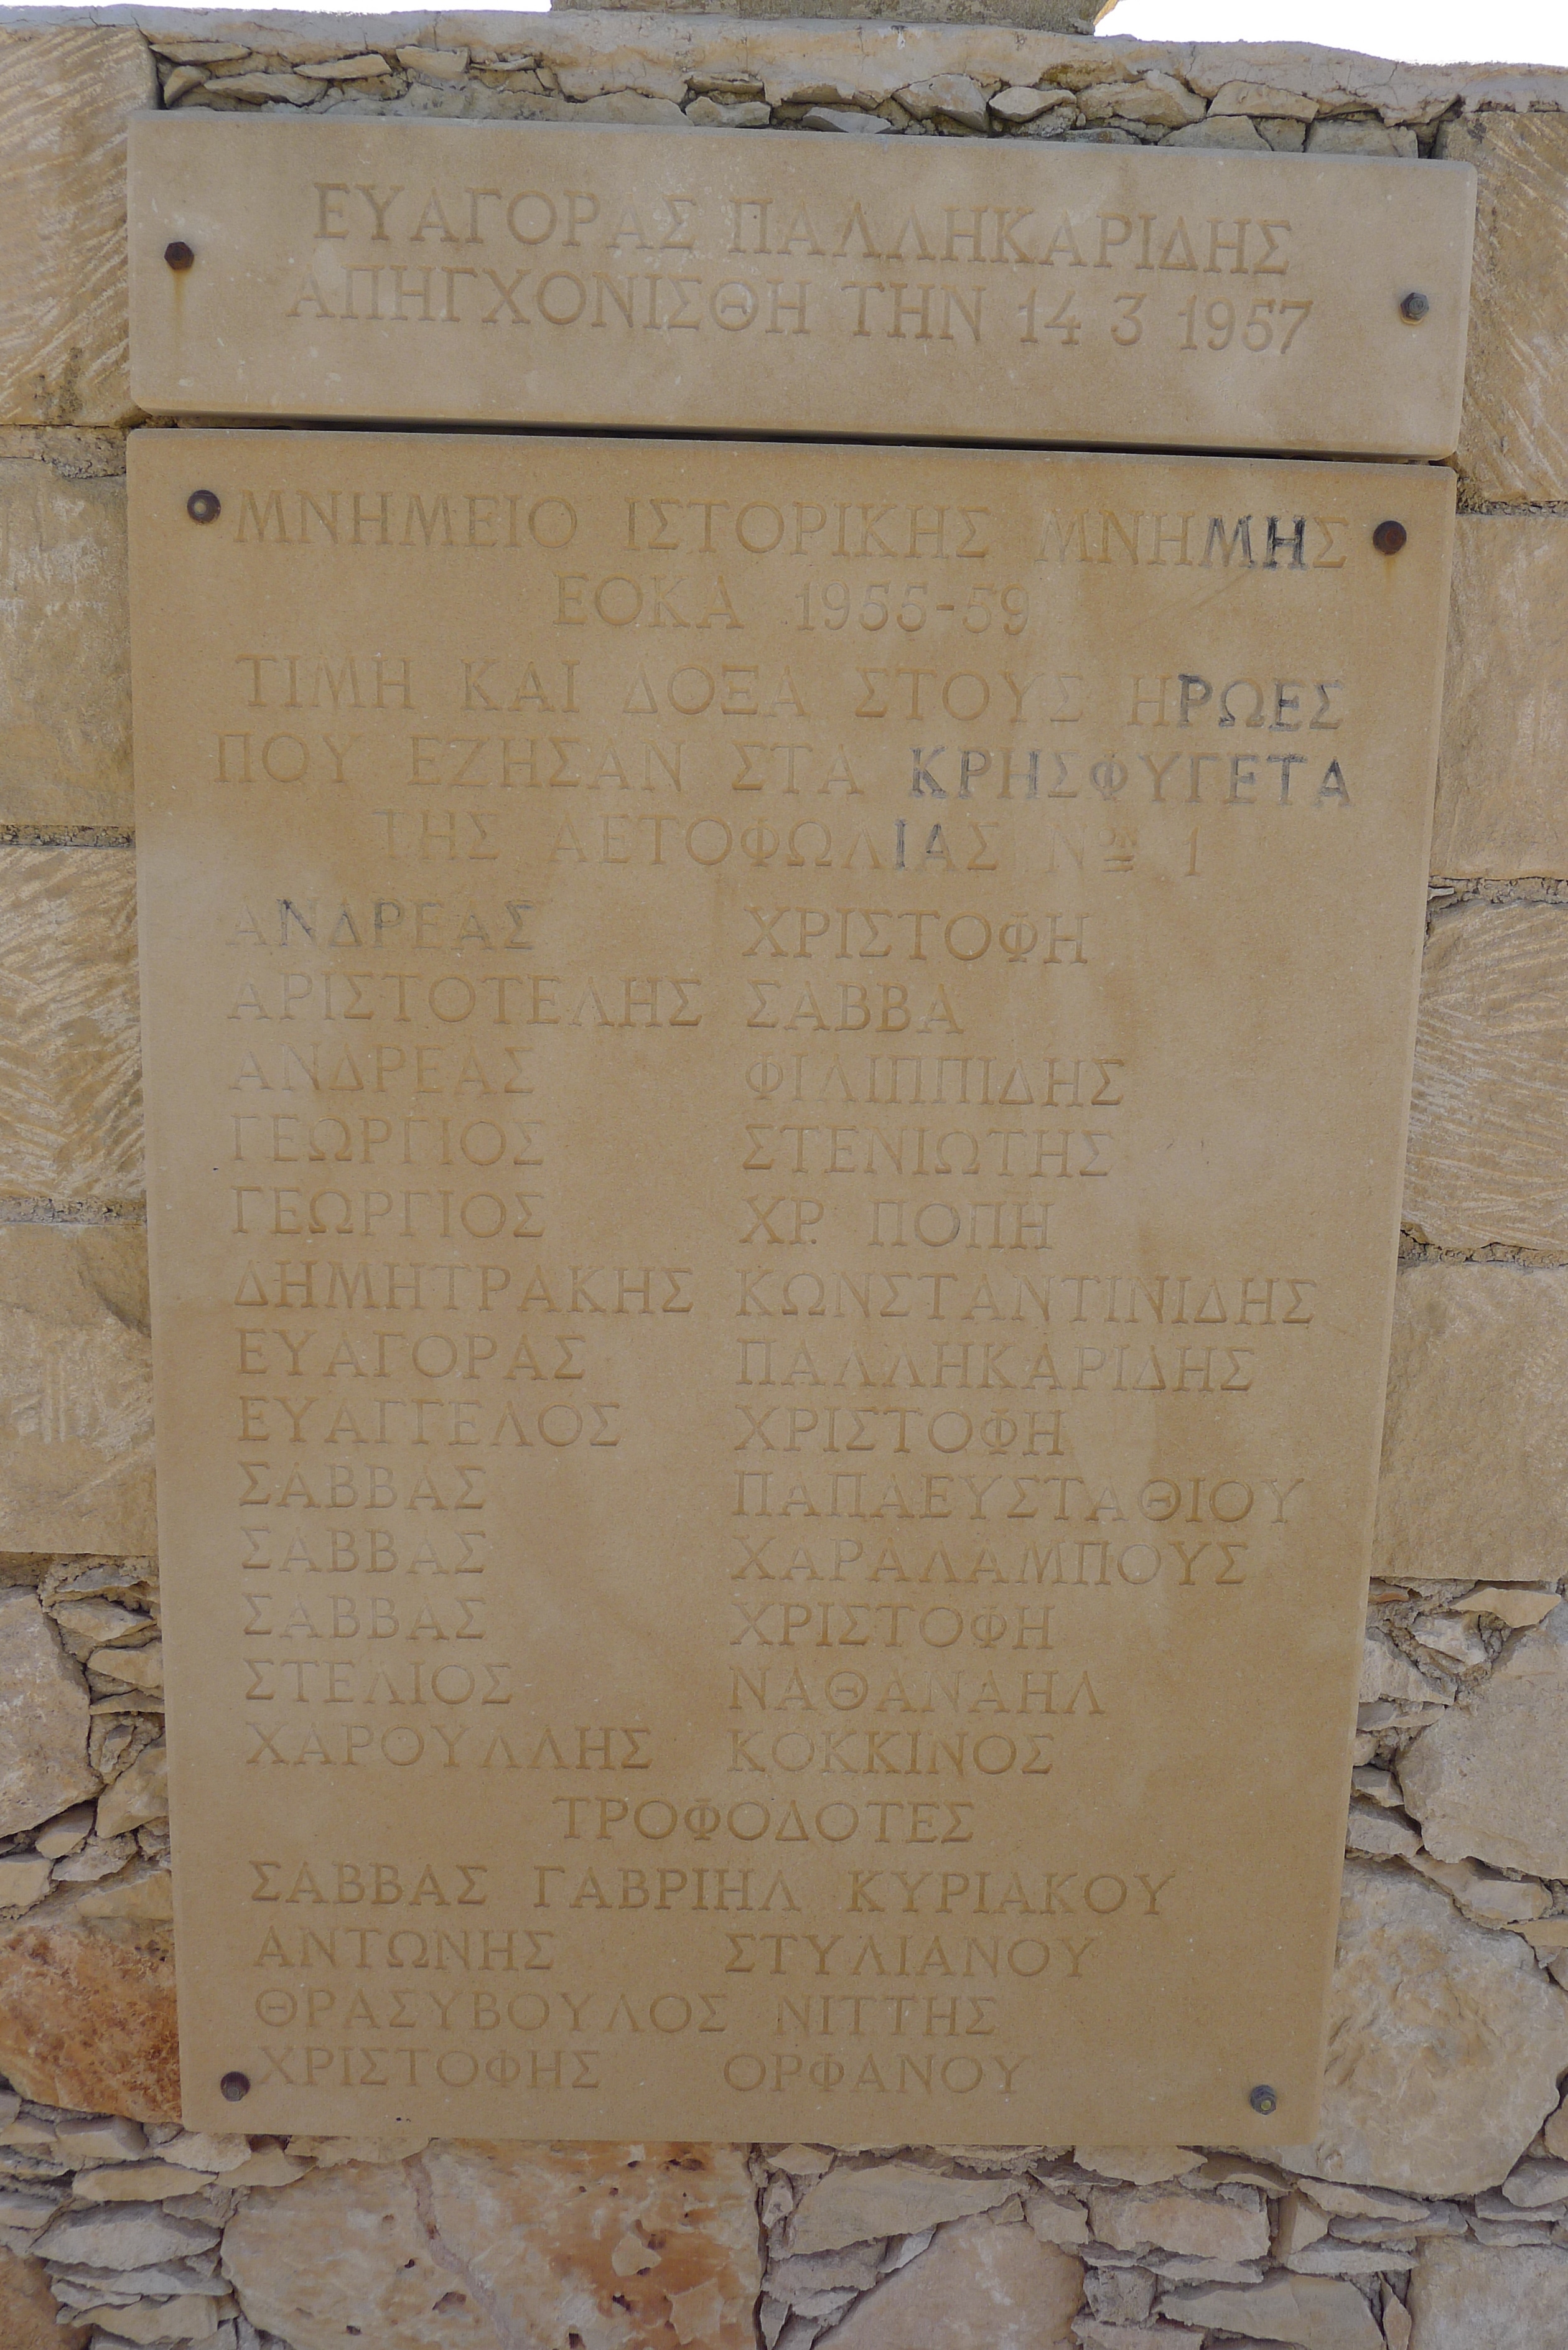 ΕΥΑΓΟΡΑΣ ΠΑΛΛΗΚΑΡΙΔΗΣ
ΑΠΗΓΧΟΝΙΣΘΗ ΤΗΝ 14 3 1957
ΜΝΗΜΕΙΟ ΙΣΤΟΡΙΚΗΣ ΜΝΗΜΗΣ
ΕΟΚΑ 1955-59
ΤΙΜΗ ΚΑΙ ΔΟΞΑ ΣΤΟΥΣ ΗΡΩΕΣ
ΠΟΥ ΕΖΗΣΑΝ ΣΤΑ ΚΡΗΣΦΥΓΕΤΑ
ΤΗΣ ΑΕΤΟΦΩΛΙΑΣ Νº 1
ΑΝΔΡΕΑΣ ΧΡΙΣΤΟΦΗ
ΑΡΙΣΤΟΤΕΛΗΣ ΣΑΒΒΑ
ΑΝΔΡΕΑΣ ΦΙΛΙΠΠΙΔΗΣ
ΓΕΩΡΓΙΟΣ ΣΤΕΝΙΩΤΗΣ
ΓΕΩΡΓΙΟΣ ΧΡ. ΠΟΠΗ
ΔΗΜΗΤΡΑΚΗΣ ΚΩΝΣΤΑΝΤΙΝΙΔΗΣ
ΕΥΑΓΟΡΑΣ ΠΑΛΛΗΚΑΡΙΔΗΣ
ΕΥΑΓΓΕΛΟΣ ΧΡΙΣΤΟΦΗ
ΣΑΒΒΑΣ ΠΑΠΑΕΥΣΤΑΘΙΟΥ
ΣΑΒΒΑΣ ΧΑΡΑΛΑΜΠΟΥΣ
ΣΑΒΒΑΣ ΧΡΙΣΤΟΦΗ
ΣΤΕΛΙΟΣ ΝΑΘΑΝΑΗΛ
ΧΑΡΟΥΛΛΗΣ ΚΟΚΚΙΝΟΣ
ΤΡΟΦΟΔΟΤΕΣ
ΣΑΒΒΑΣ ΓΑΒΡΙΗΛ ΚΥΡΙΑΚΟΥ
ΑΝΤΩΝΗΣ ΣΤΥΛΙΑΝΟΥ
ΘΡΑΣΥΒΟΥΛΟΣ ΝΙΤΤΗΣ
ΧΡΙΣΤΟΦΗΣ ΟΡΦΑΝΟΥ